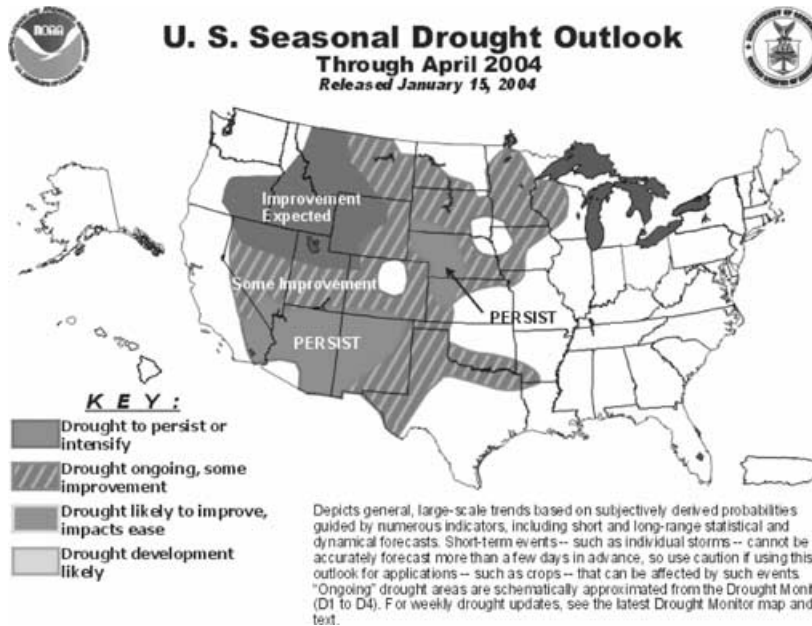 NOAA
U. S. Seasonal Drought Outlook
Through April 2004
Released January 15, 2004
Improvement
Expected
Some Improvement
PERSIST
PERSIST
K E Y :
Drought to persist or
intensify
Drought ongoing, some
improvement
Drought likely to improve,
impacts ease
Drought development
likely
Depicts general, large-scale trends based on subjectively derived probabilities
guided by numerous indicators, including short and long-range statistical and
dynamical forecasts. Short-term events -- such as individual storms -- cannot be
accurately forecast more than a few days in advance, so use caution if using this
outlook for applications -- such as crops -- that can be affected by such events.
"Ongoing" drought areas are schematically approximated from the Drought Monit
(D1 to D4). For weekly drought updates, see the latest Drought Monitor map and
text.